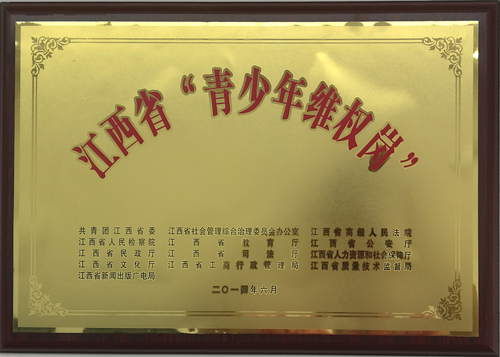 江西省“青少年维权岗”
共青团江西省委 江西省社会管理综合治理委员会办公室 江西省高级人民法院
江西省人民检察院 江西省教育厅 江西省公安厅
江西省民政厅 江西省司法厅 江西省人力资源和社会保障厅
江西省文化厅 江西省工商行政管理局 江西省质量技术监督局
江西省新闻出版广电局
二〇一四年六月